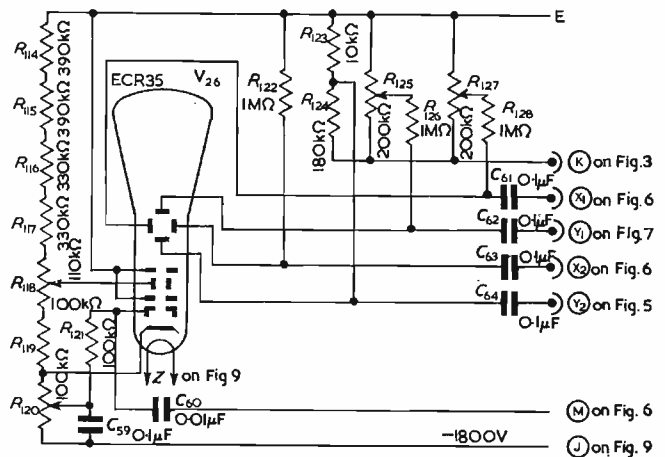 E
R114
390kΩ
R115
390kΩ
R116
330kΩ
R117
330kΩ
R118
110kΩ
100kΩ
R119
R121
100kΩ
R120
100kΩ
C59 0·1μF
ECR35
V26
R122
1MΩ
R123
10kΩ
R124
180kΩ
R125
200kΩ
R126
1MΩ
R127
200kΩ
R128
1MΩ
K on Fig.3
C61 0·1μF
X1 on Fig.6
C62 0·1μF
Y1 on Fig.7
C63 0·1μF
X2 on Fig.6
C64 0·1μF
Y2 on Fig.5
Z on Fig 9
C60
0·01μF
M on Fig.6
−1800V
J on Fig.9